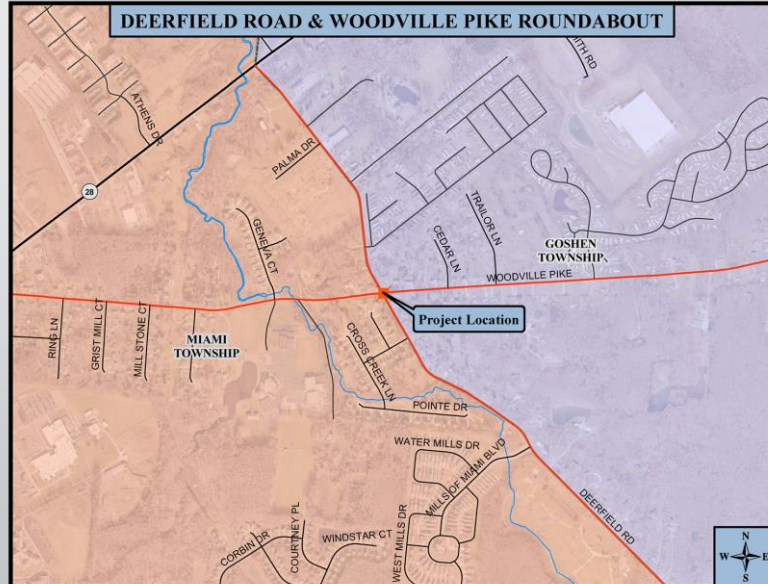 DEERFIELD ROAD & WOODVILLE PIKE ROUNDABOUT
ATHENS DR
PALMA DR
28
GENEVA CT
TRAILOR LN
CEDAR LN
GOSHEN
TOWNSHIP
WOODVILLE PIKE
Project Location
RING LN
GRIST MILL CT
MILL STONE CT
MIAMI
TOWNSHIP
CROSS CREEK LN
POINTE DR
WATER MILLS DR
MILLS OF MIAMI BLVD
DEERFIELD RD
CORBIN DR
COURTNEY PL
WINDSTAR CT
WEST MILLS DR
N
W E
S